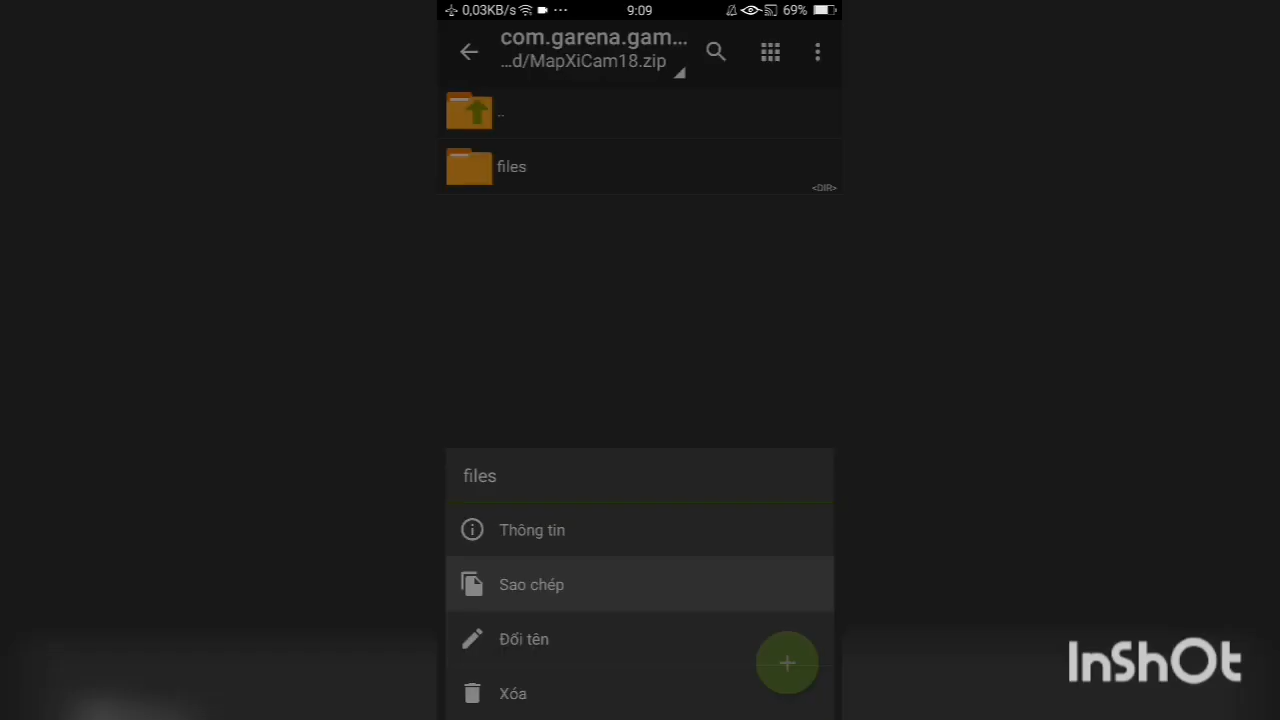 0,03KB/s ··· 9:09 69%
com.garena.gam...
...d/MapXiCam18.zip
..
files
<DIR>
files
Thông tin
Sao chép
Đổi tên
Xóa
InShOt